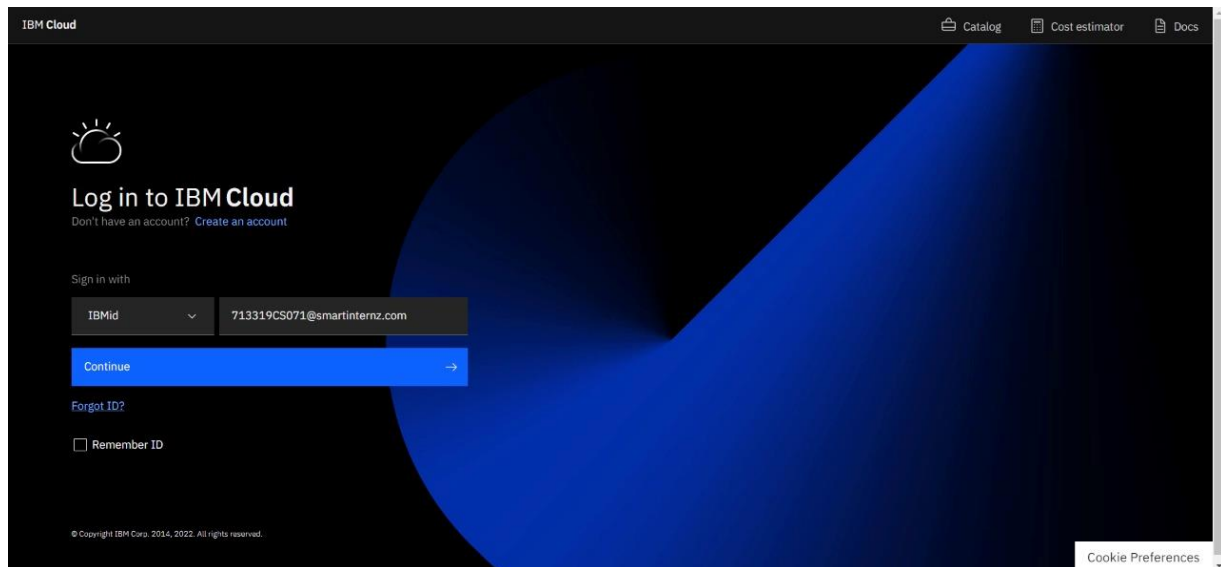 IBM Cloud
Catalog
Cost estimator
Docs
Log in to IBM Cloud
Don't have an account? Create an account
Sign in with
IBMid
713319CS071@smartinternz.com
Continue
Forgot ID?
Remember ID
© Copyright IBM Corp. 2014, 2022. All rights reserved.
Cookie Preferences